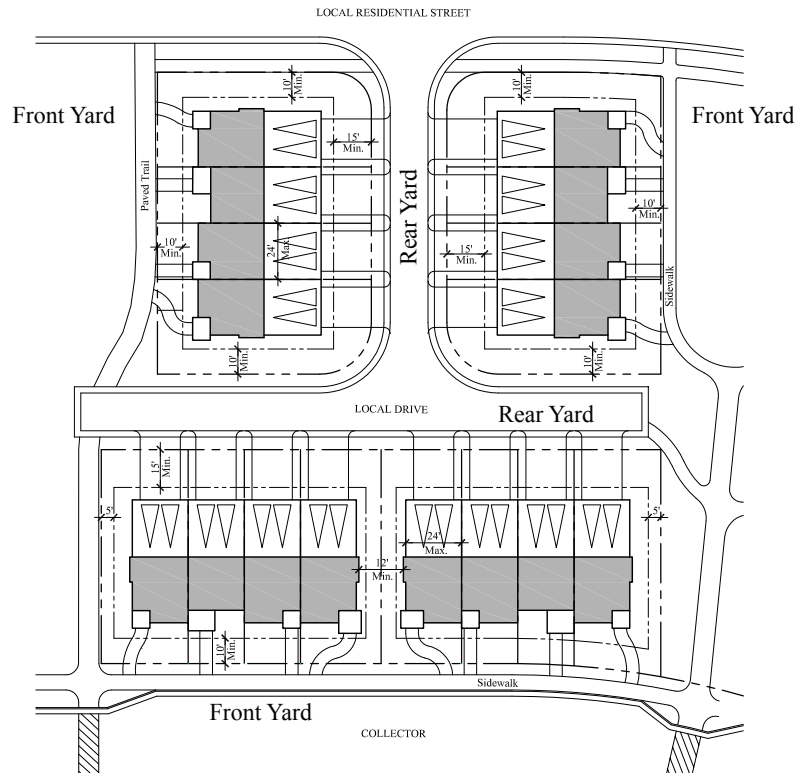 LOCAL RESIDENTIAL STREET
10'
Min.
10'
Min.
Front Yard
Front Yard
15'
Min.
Paved Trail
Rear Yard
10'
Min.
10'
Min.
24'
Max.
15'
Min.
Sidewalk
10'
Min.
10'
Min.
LOCAL DRIVE
Rear Yard
15'
Min.
5'
5'
24'
Max.
12'
Min.
10'
Min.
Sidewalk
Front Yard
COLLECTOR